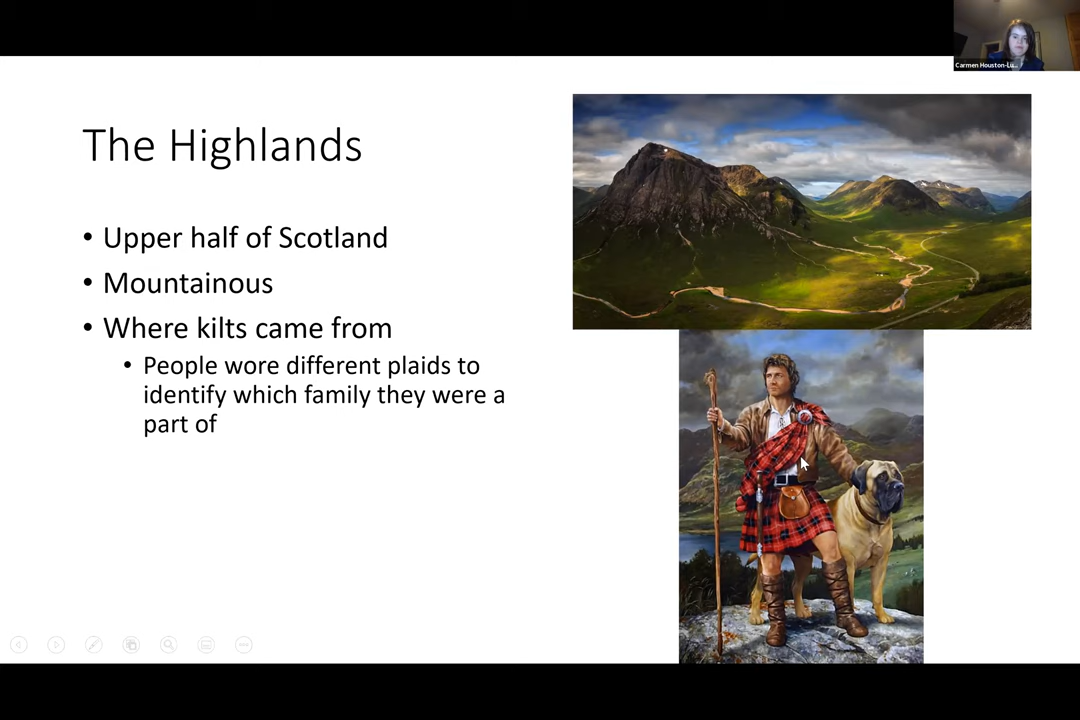 Carmen Houston-Lu...
The Highlands
• Upper half of Scotland
• Mountainous
• Where kilts came from
• People wore different plaids to
identify which family they were a
part of